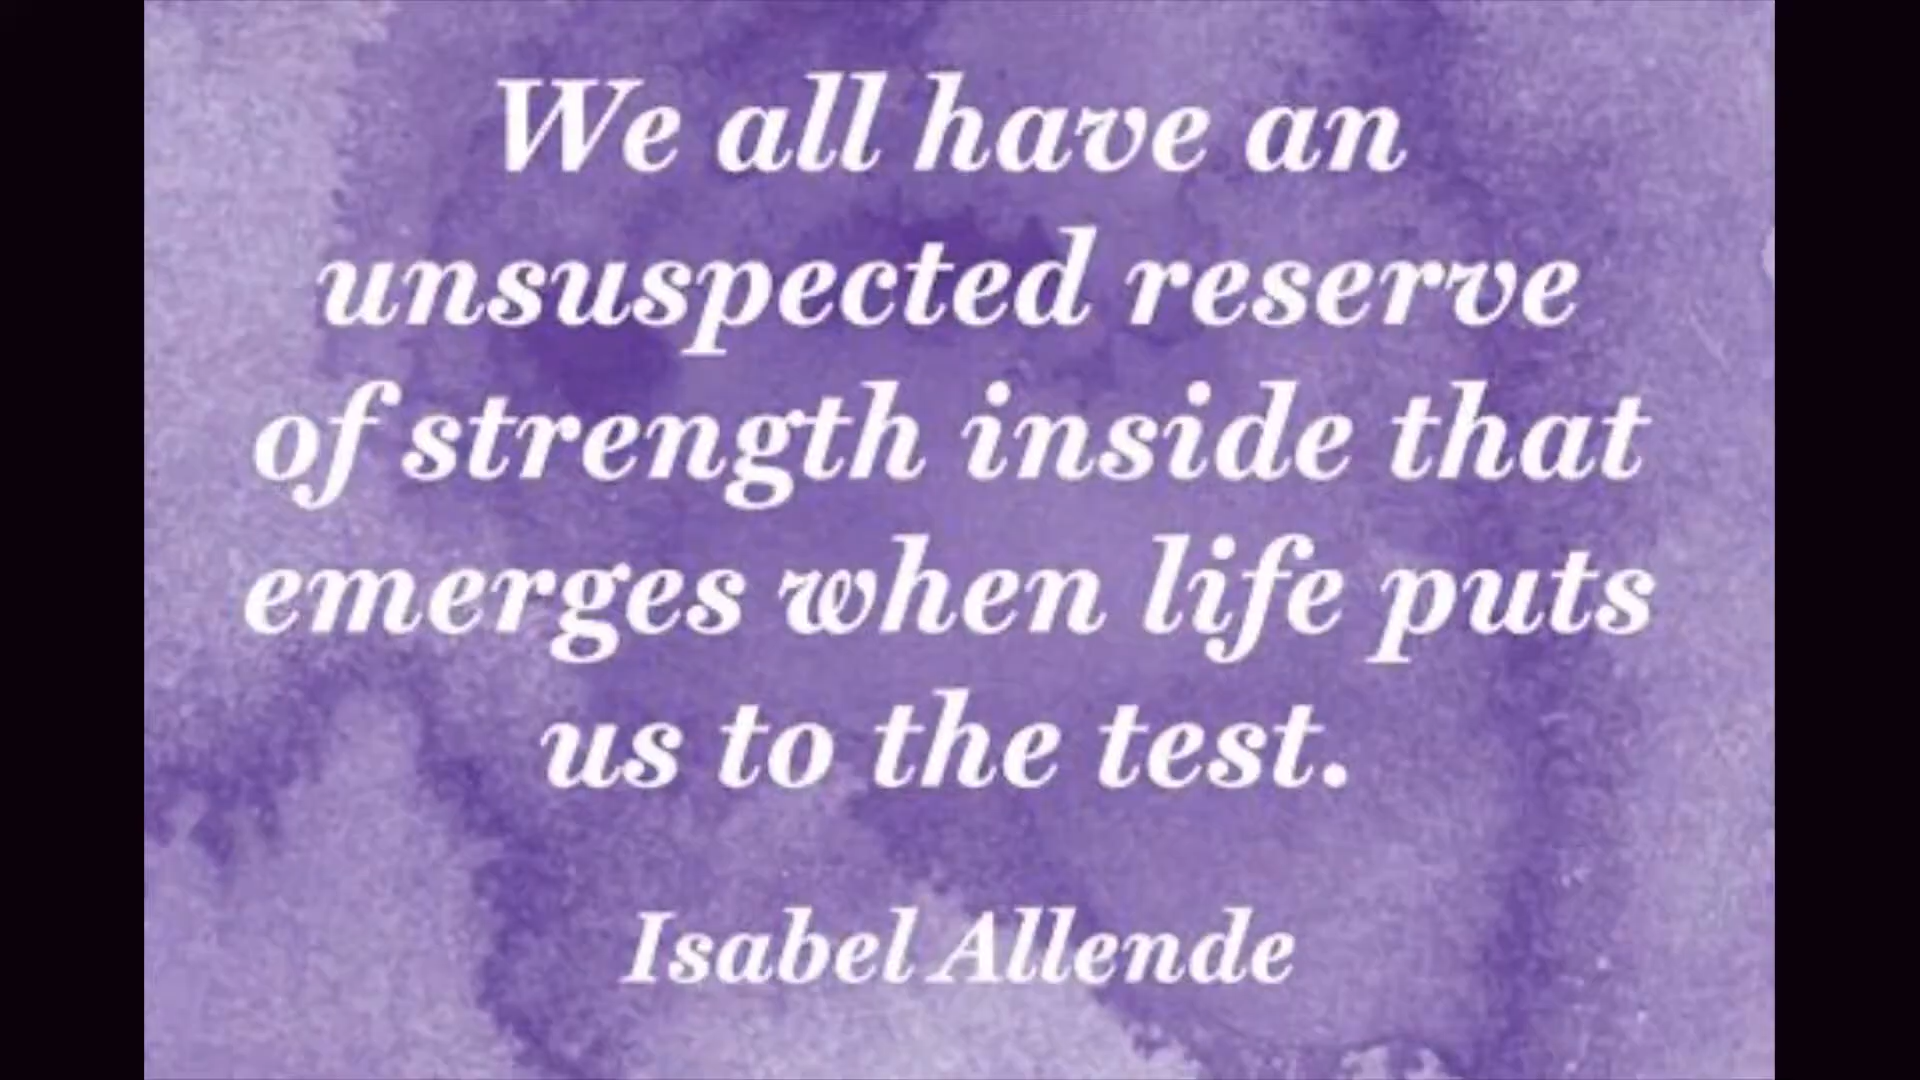 We all have an
unsuspected reserve
of strength inside that
emerges when life puts
us to the test.
Isabel Allende